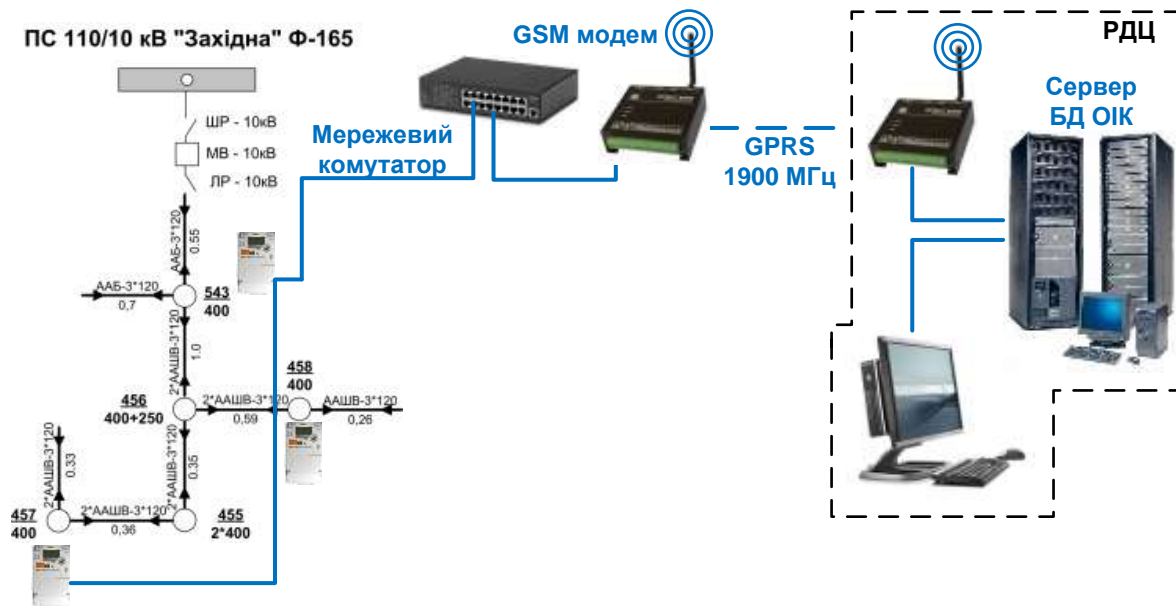 ПС 110/10 кВ "Західна" Ф-165
ШР - 10кВ
МВ - 10кВ
ЛР - 10кВ
ААБ-3*120
0.55
ААБ-3*120
0,7
543
400
2*ААШВ-3*120
1.0
456
400+250
2*ААШВ-3*120
0,59
458
400
ААШВ-3*120
0,26
2*ААШВ-3*120
0.35
2*ААШВ-3*120
0.33
457
400
2*ААШВ-3*120
0,36
455
2*400
Мережевий
комутатор
GSM модем
GPRS
1900 МГц
РДЦ
Сервер
БД ОІК